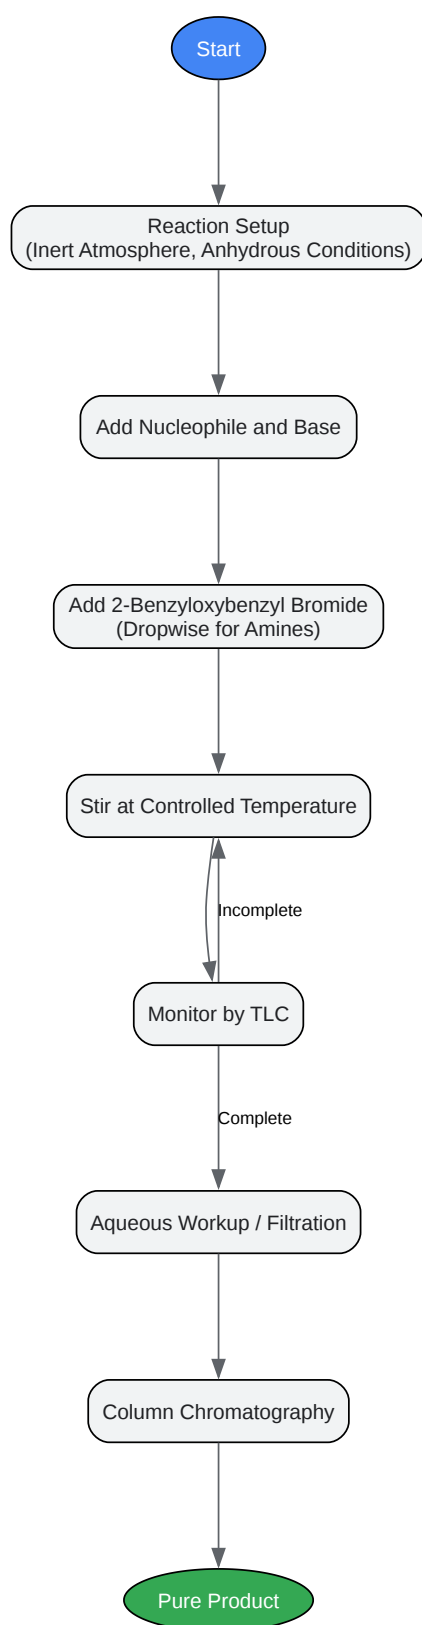 Start
Reaction Setup
(Inert Atmosphere, Anhydrous Conditions)
Add Nucleophile and Base
Add 2-Benzyloxybenzyl Bromide
(Dropwise for Amines)
Stir at Controlled Temperature
Incomplete
Monitor by TLC
Complete
Aqueous Workup / Filtration
Column Chromatography
Pure Product